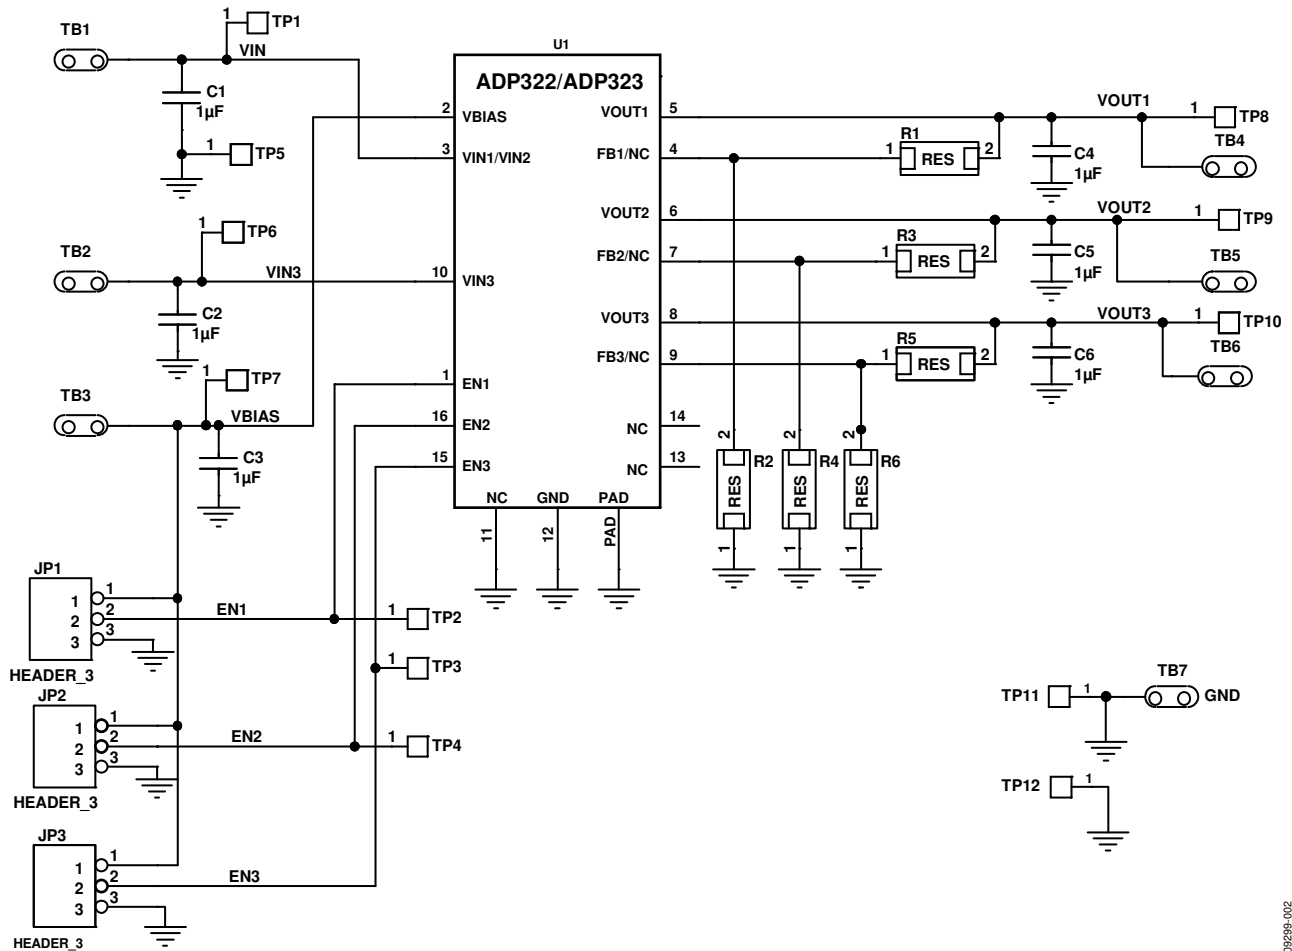 TB1
1 TP1
VIN
C1
1µF
1 TP5
TB2
1 TP6
VIN3
C2
1µF
TB3
1 TP7
VBIAS
C3
1µF
U1
ADP322/ADP323
2 VBIAS
3 VIN1/VIN2
10 VIN3
1 EN1
16 EN2
15 EN3
VOUT1 5
FB1/NC 4
VOUT2 6
FB2/NC 7
VOUT3 8
FB3/NC 9
NC 14
NC 13
NC GND PAD
11 12 PAD
VOUT1 1 TP8
TB4
R1
1 RES 2
C4
1µF
VOUT2 1 TP9
TB5
R3
1 RES 2
C5
1µF
VOUT3 1 TP10
TB6
R5
1 RES 2
C6
1µF
2 R2 2 R4 2 R6
RES RES RES
1 1 1
JP1
1 1
2 2 EN1 1 TP2
3 3
HEADER_3
1 TP3
JP2
1 1
2 2 EN2 1 TP4
3 3
HEADER_3
JP3
1 1
2 2 EN3
3 3
HEADER_3
TP11 1 TB7 GND
TP12 1
09299-002